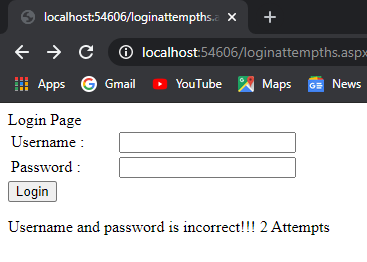 localhost:54606/loginattempths.a
localhost:54606/loginattempths.aspx
Apps Gmail YouTube Maps News
Login Page
Username :
Password :
Login
Username and password is incorrect!!! 2 Attempts